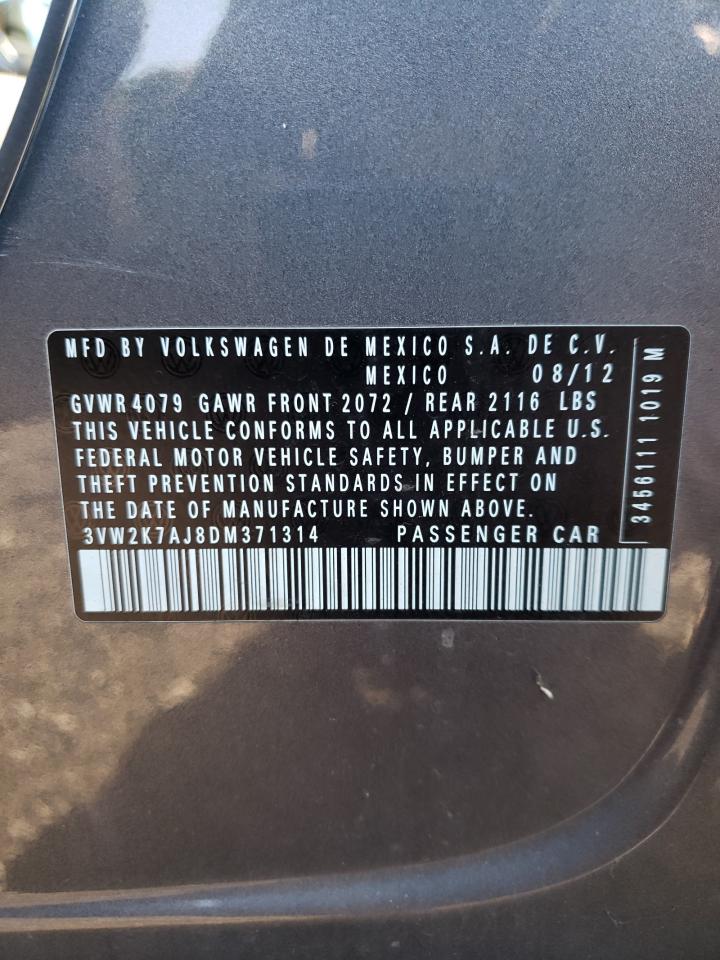 MFD BY VOLKSWAGEN DE MEXICO S.A. DE C.V.
MEXICO 08/12
GVWR4079 GAWR FRONT 2072 / REAR 2116 LBS
THIS VEHICLE CONFORMS TO ALL APPLICABLE U.S.
FEDERAL MOTOR VEHICLE SAFETY, BUMPER AND
THEFT PREVENTION STANDARDS IN EFFECT ON
THE DATE OF MANUFACTURE SHOWN ABOVE.
3VW2K7AJ8DM371314 PASSENGER CAR
3456111 1019 M